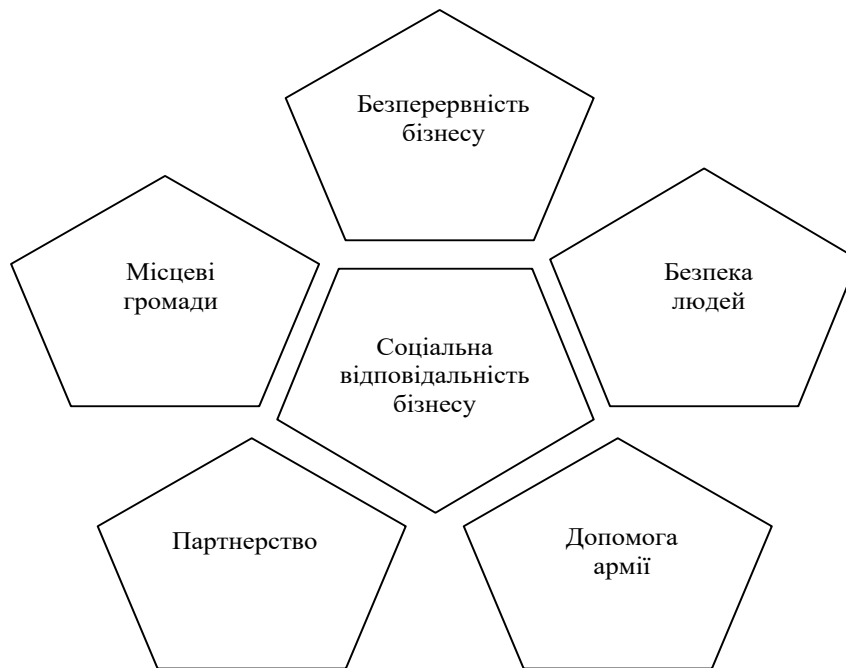 Безперервність
бізнесу
Місцеві
громади
Безпека
людей
Соціальна
відповідальність
бізнесу
Партнерство
Допомога
армії